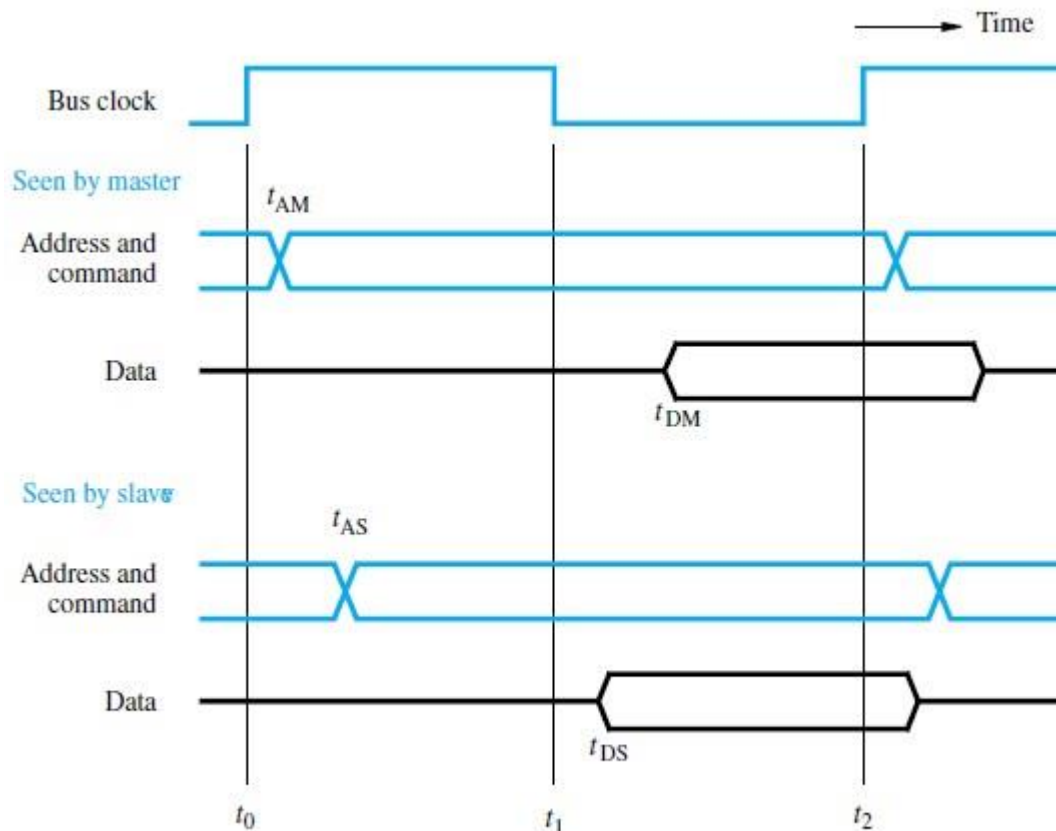 Time
Bus clock
Seen by master
tAM
Address and
command
Data
tDM
Seen by
tAS
Address and
command
Data
tDS
t0
t1
t2